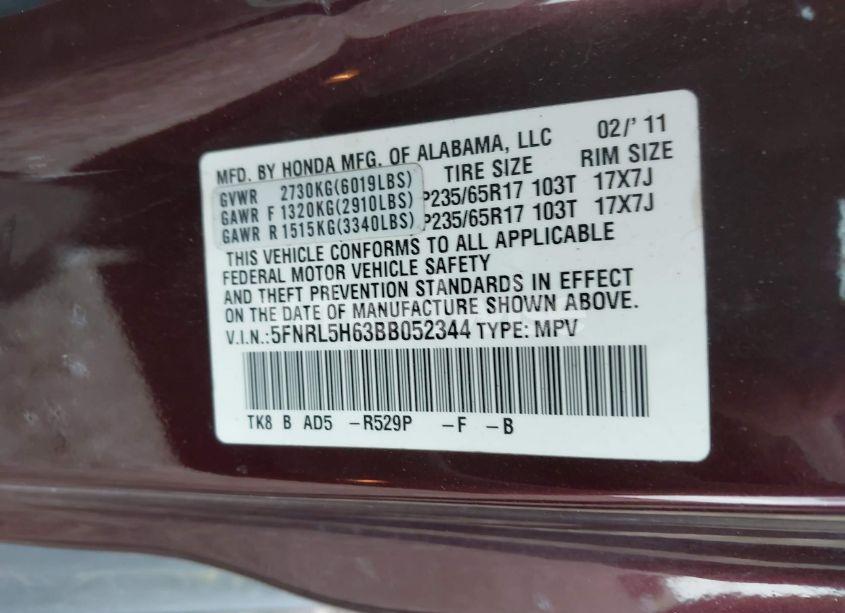 MFD. BY HONDA MFG. OF ALABAMA, LLC 02/' 11
TIRE SIZE RIM SIZE
GVWR 2730KG(6019LBS)
GAWR F 1320KG(2910LBS) P235/65R17 103T 17X7J
GAWR R 1515KG(3340LBS) P235/65R17 103T 17X7J
THIS VEHICLE CONFORMS TO ALL APPLICABLE
FEDERAL MOTOR VEHICLE SAFETY
AND THEFT PREVENTION STANDARDS IN EFFECT
ON THE DATE OF MANUFACTURE SHOWN ABOVE.
V.I.N.:5FNRL5H63BB052344 TYPE: MPV
TK8 B AD5 -R529P -F -B